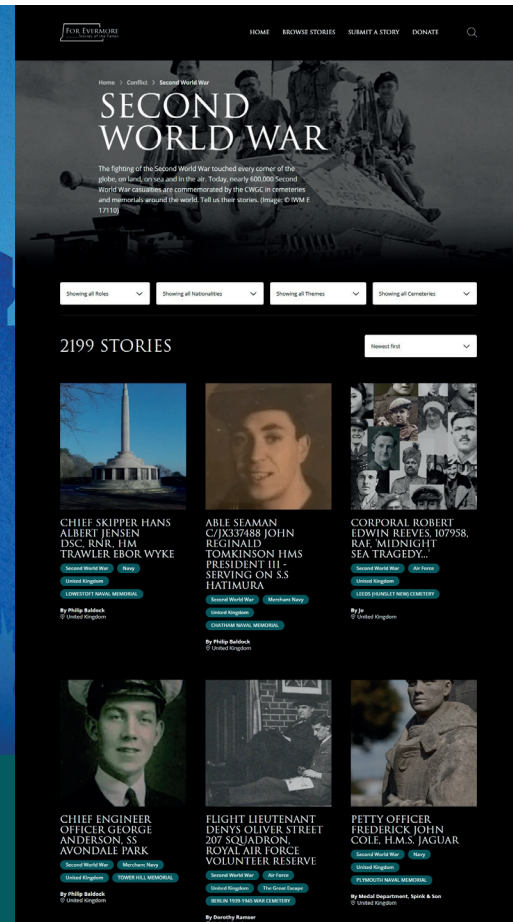 FOR EVERMORE
Stories of the Fallen
HOME BROWSE STORIES SUBMIT A STORY DONATE
Home > Conflict > Second World War
SECOND
WORLD WAR
The fighting of the Second World War touched every corner of the
globe, on land, on sea and in the air. Today, nearly 600,000 Second
World War casualties are commemorated by the CWGC in cemeteries
and memorials around the world. Tell us their stories. (Image: © IWM E
17110)
Showing all Roles
Showing all Nationalities
Showing all Themes
Showing all Cemeteries
2199 STORIES
Newest first
CHIEF SKIPPER HANS
ALBERT JENSEN
DSC, RNR, HM
TRAWLER EBOR WYKE
Second World War Navy
United Kingdom
LOWESTOFT NAVAL MEMORIAL
By Philip Baldock
United Kingdom
ABLE SEAMAN
C/JX337488 JOHN
REGINALD
TOMKINSON HMS
PRESIDENT III -
SERVING ON S.S
HATIMURA
Second World War Merchant Navy
United Kingdom
CHATHAM NAVAL MEMORIAL
By Philip Baldock
United Kingdom
CORPORAL ROBERT
EDWIN REEVES, 107958,
RAF, 'MIDNIGHT
SEA TRAGEDY...'
Second World War Air Force
United Kingdom
LEEDS (HUNSLET NEW) CEMETERY
By Jo
United Kingdom
CHIEF ENGINEER
OFFICER GEORGE
ANDERSON, SS
AVONDALE PARK
Second World War Merchant Navy
United Kingdom TOWER HILL MEMORIAL
By Philip Baldock
United Kingdom
FLIGHT LIEUTENANT
DENYS OLIVER STREET
207 SQUADRON,
ROYAL AIR FORCE
VOLUNTEER RESERVE
Second World War Air Force
United Kingdom The Great Escape
BERLIN 1939-1945 WAR CEMETERY
By Dorothy Ramser
PETTY OFFICER
FREDERICK JOHN
COLE, H.M.S. JAGUAR
Second World War Navy
United Kingdom
PLYMOUTH NAVAL MEMORIAL
By Medal Department, Spink & Son
United Kingdom